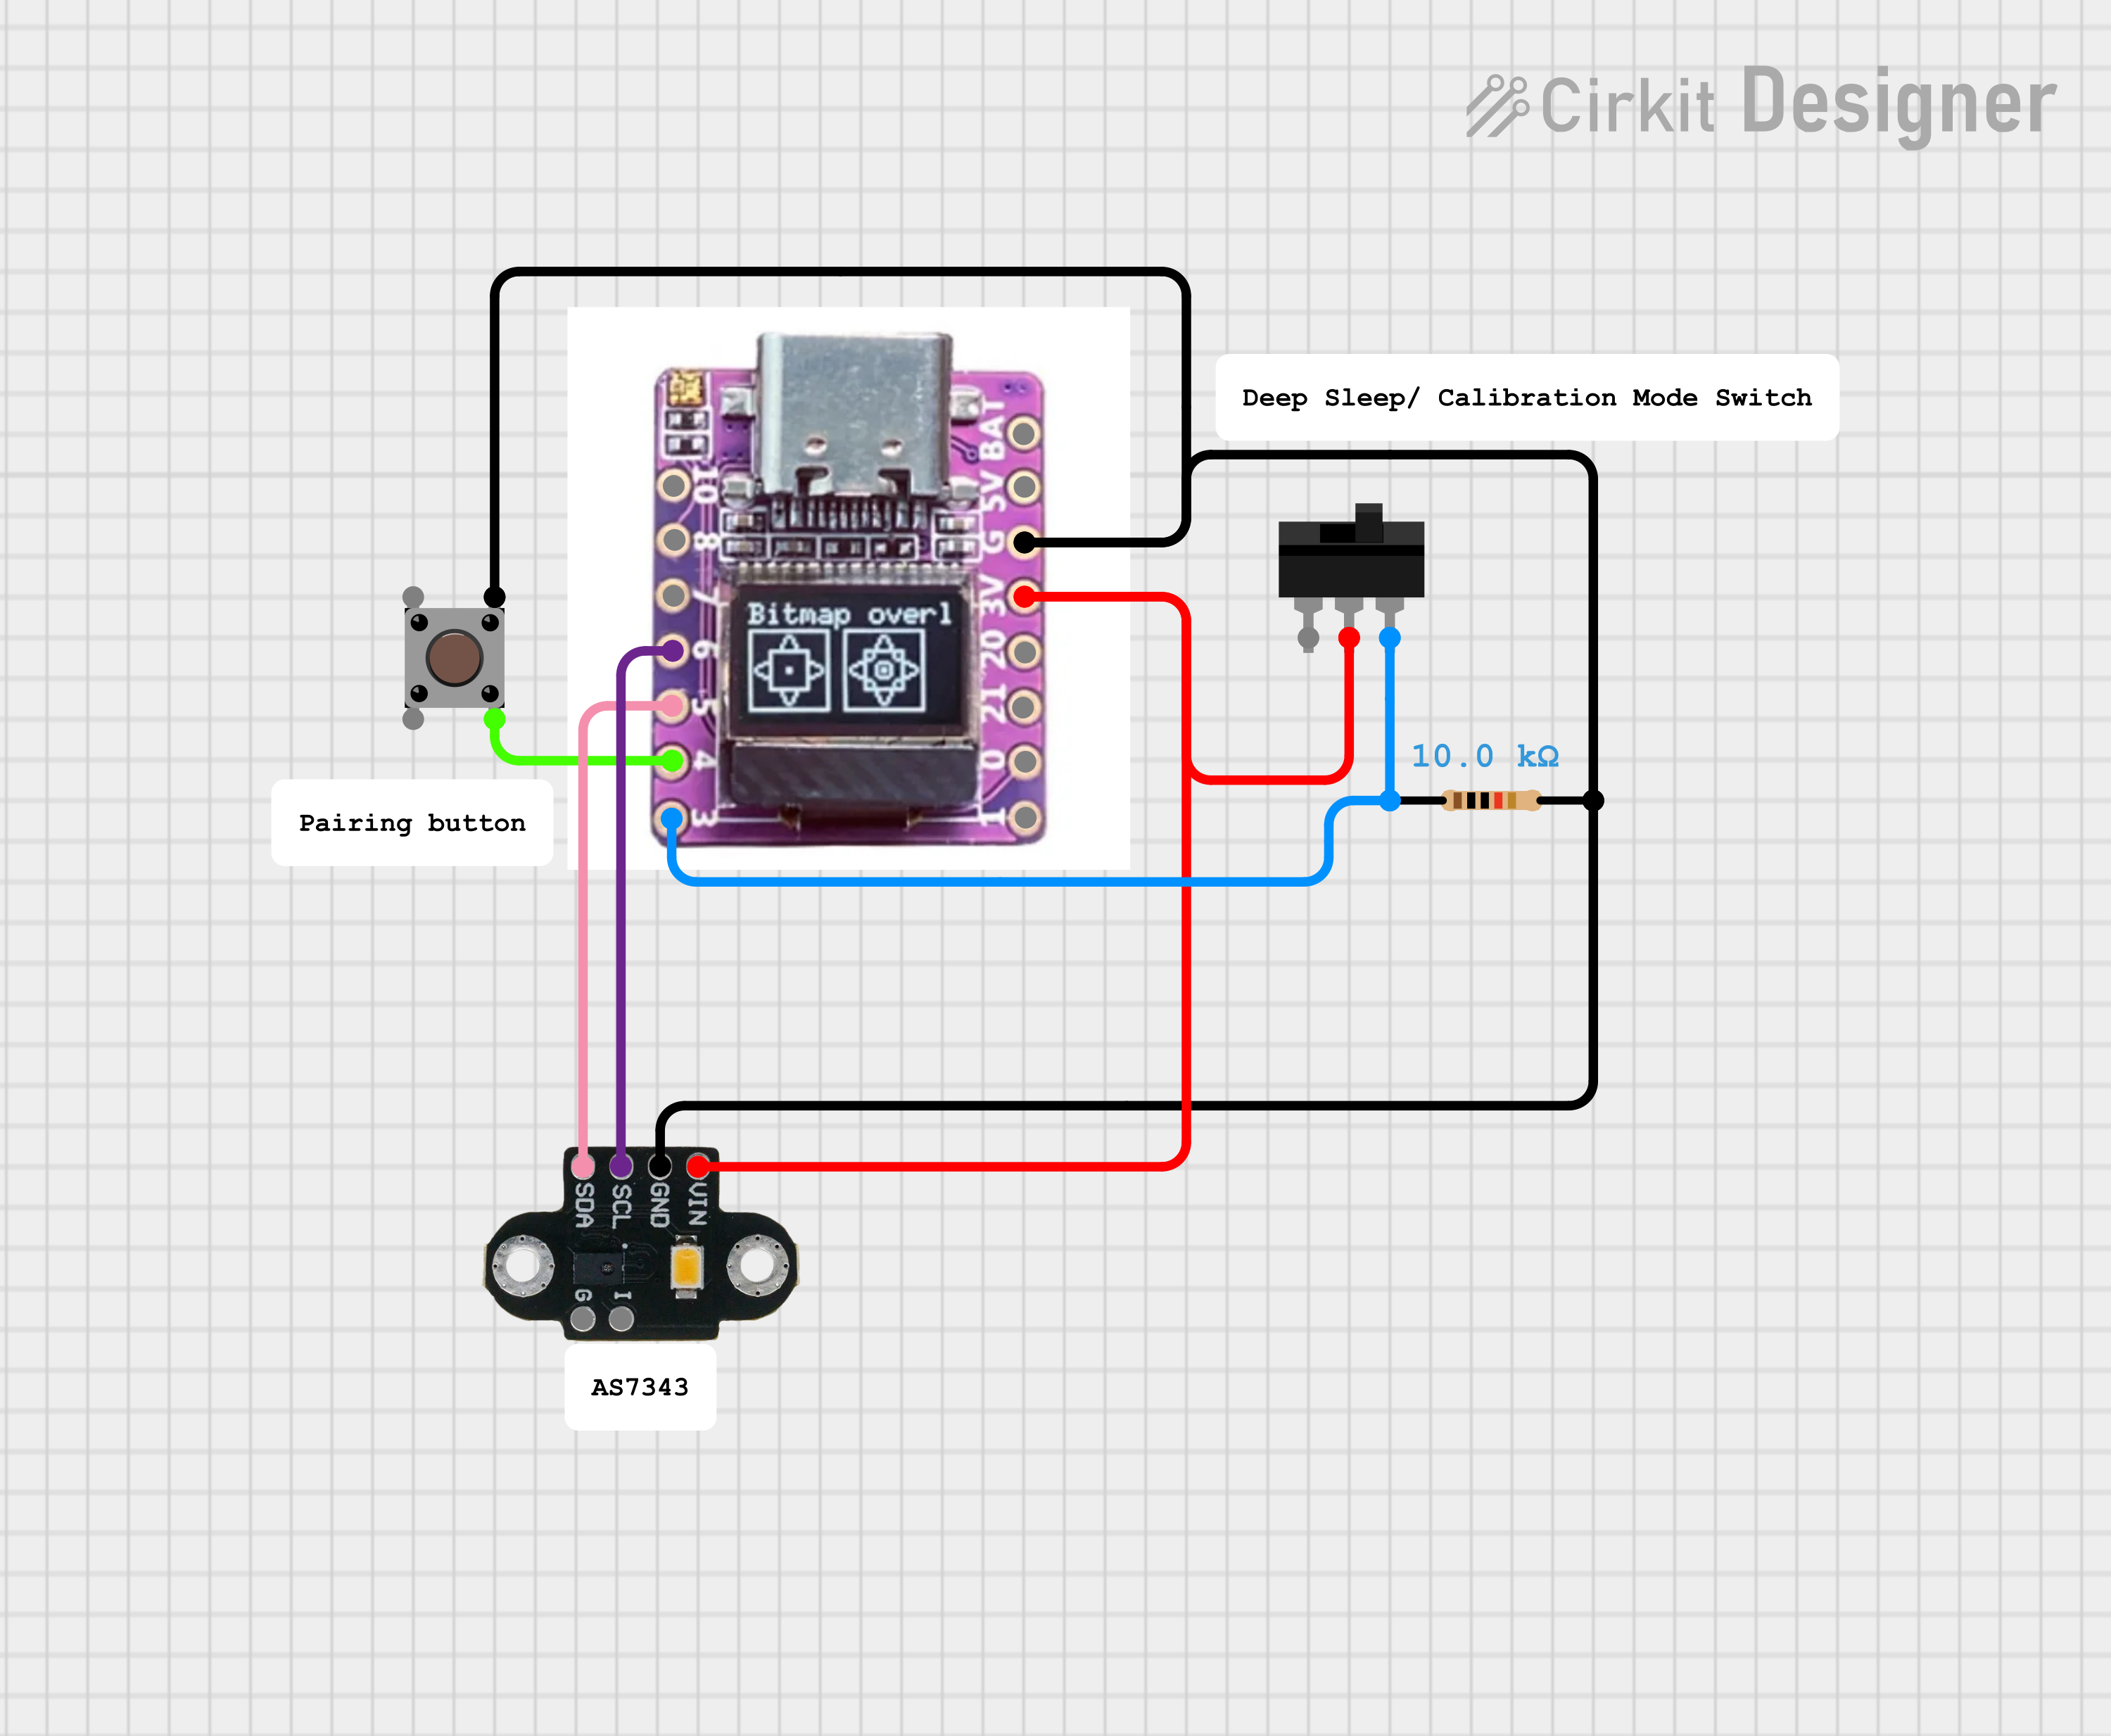 Cirkit Designer
Deep Sleep/ Calibration Mode Switch
BAT
5V
G
3V
20
21
0
1
10
8
7
6
5
4
3
Bitmap overl
10.0 kΩ
Pairing button
SDA
SCL
GND
VIN
G
I
AS7343